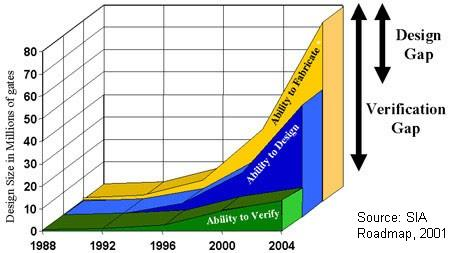 80
70
60
50
40
30
20
10
0
Design Size in Millions of gates
1988
1992
1996
2000
2004
Ability to Fabricate
Ability to Design
Ability to Verify
Design
Gap
Verification
Gap
Source: SIA
Roadmap, 2001